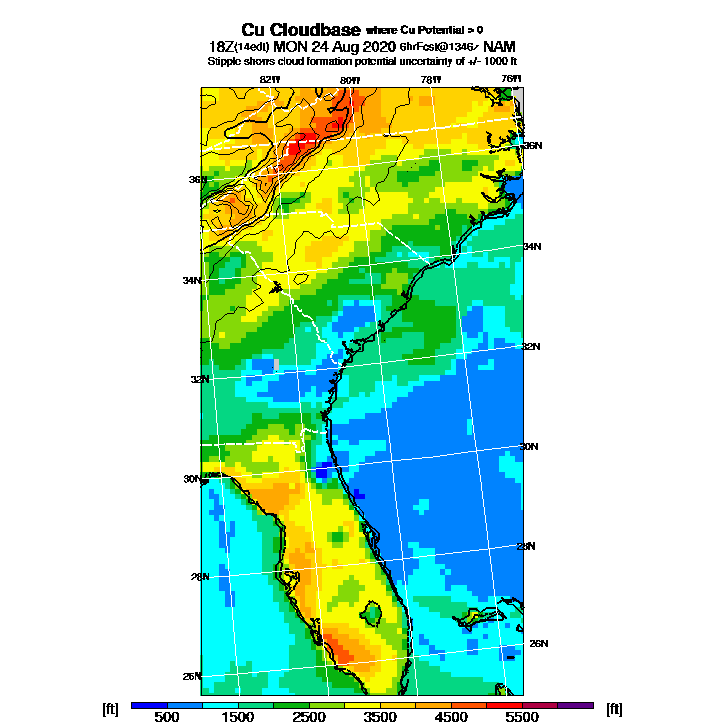 Cu Cloudbase where Cu Potential > 0
18Z(14edt) MON 24 Aug 2020 6hrFcst@1346z NAM
Stipple shows cloud formation potential uncertainty of +/- 1000 ft
82W 80W 78W 76W
36N
36N
34N
34N
32N
32N
30N
30N
28N
28N
26N
26N
[ft] [ft]
500 1500 2500 3500 4500 5500